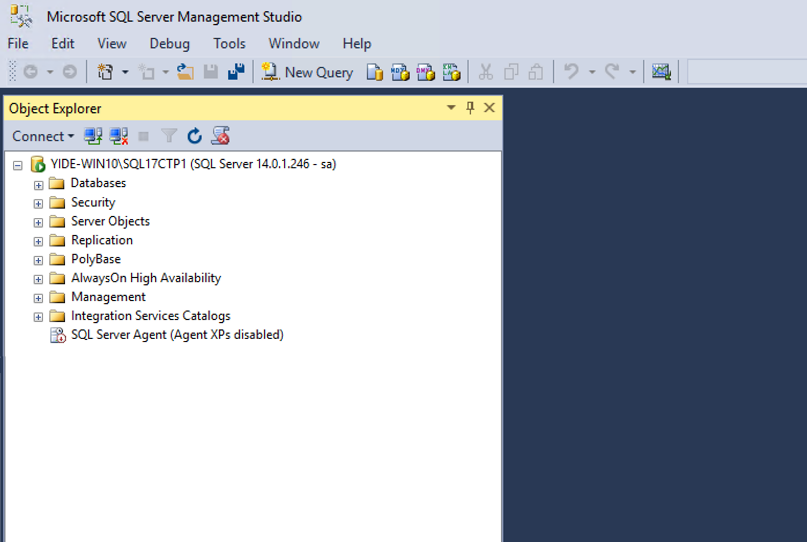 Microsoft SQL Server Management Studio
File Edit View Debug Tools Window Help
New Query MDX DMX
Object Explorer
Connect
YIDE-WIN10\SQL17CTP1 (SQL Server 14.0.1.246 - sa)
Databases
Security
Server Objects
Replication
PolyBase
AlwaysOn High Availability
Management
Integration Services Catalogs
SQL Server Agent (Agent XPs disabled)